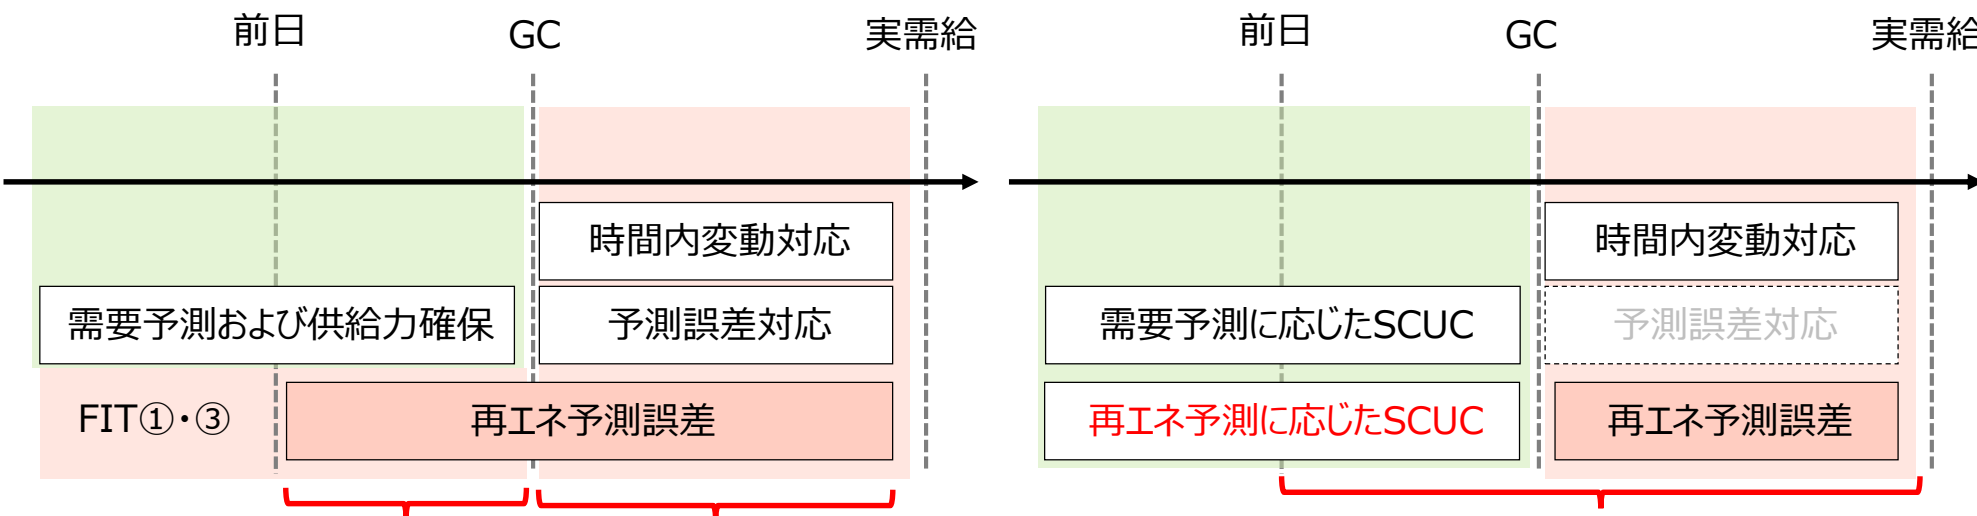 前日
GC
実需給
時間内変動対応
需要予測および供給力確保
予測誤差対応
FIT①・③
再エネ予測誤差
前日
GC
実需給
時間内変動対応
需要予測に応じたSCUC
予測誤差対応
再エネ予測に応じたSCUC
再エネ予測誤差